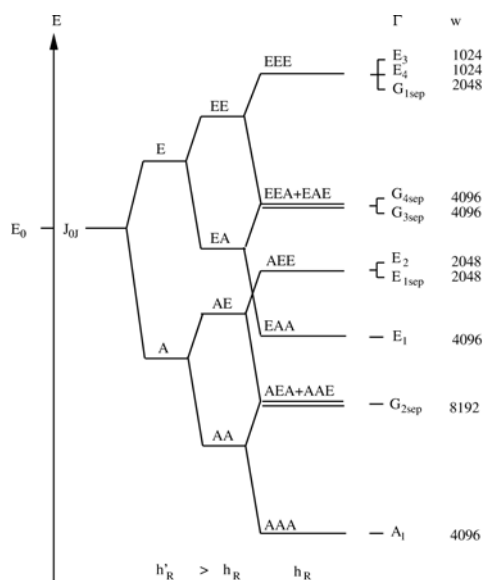 E Γ w
EEE E₃ 1024
E₄ 1024
EE G₁sep 2048
E
EEA+EAE G₄sep 4096
G₃sep 4096
E₀ J₀J
EA AEE E₂ 2048
E₁sep 2048
AE
EAA E₁ 4096
A
AEA+AAE G₂sep 8192
AA
AAA A₁ 4096
h'R > hR hR